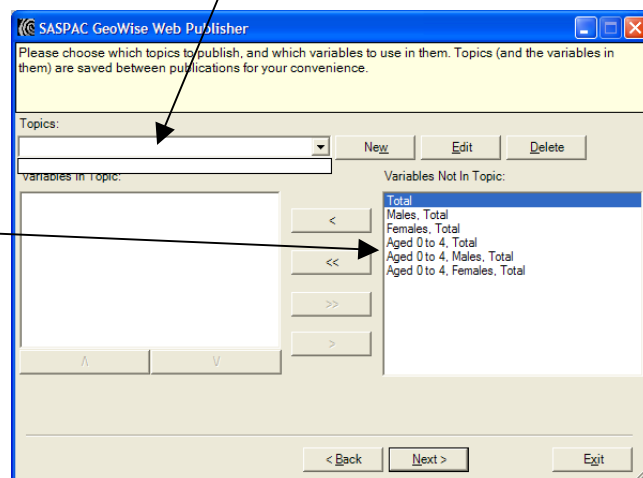 SASPAC GeoWise Web Publisher
Please choose which topics to publish, and which variables to use in them. Topics (and the variables in
them) are saved between publications for your convenience.
Topics:
New Edit Delete
Variables In Topic: Variables Not In Topic:
Total
Males, Total
Females, Total
Aged 0 to 4, Total
Aged 0 to 4, Males, Total
Aged 0 to 4, Females, Total
<
<<
>>
>
Λ V
< Back Next > Exit